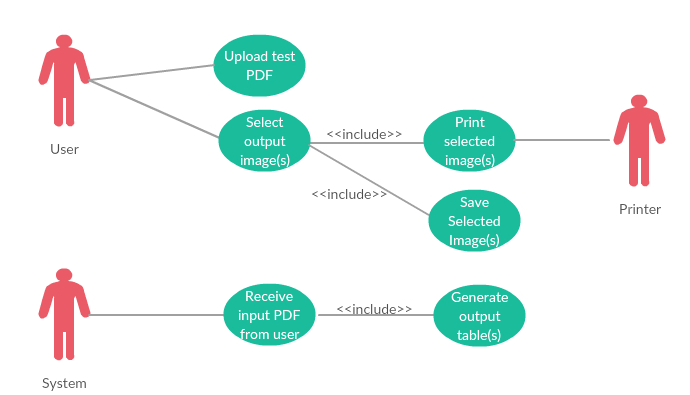 Upload test
PDF
Select
output
image(s)
<<include>>
Print
selected
image(s)
User
<<include>>
Save
Selected
Image(s)
Printer
Receive
input PDF
from user
<<include>>
Generate
output
table(s)
System